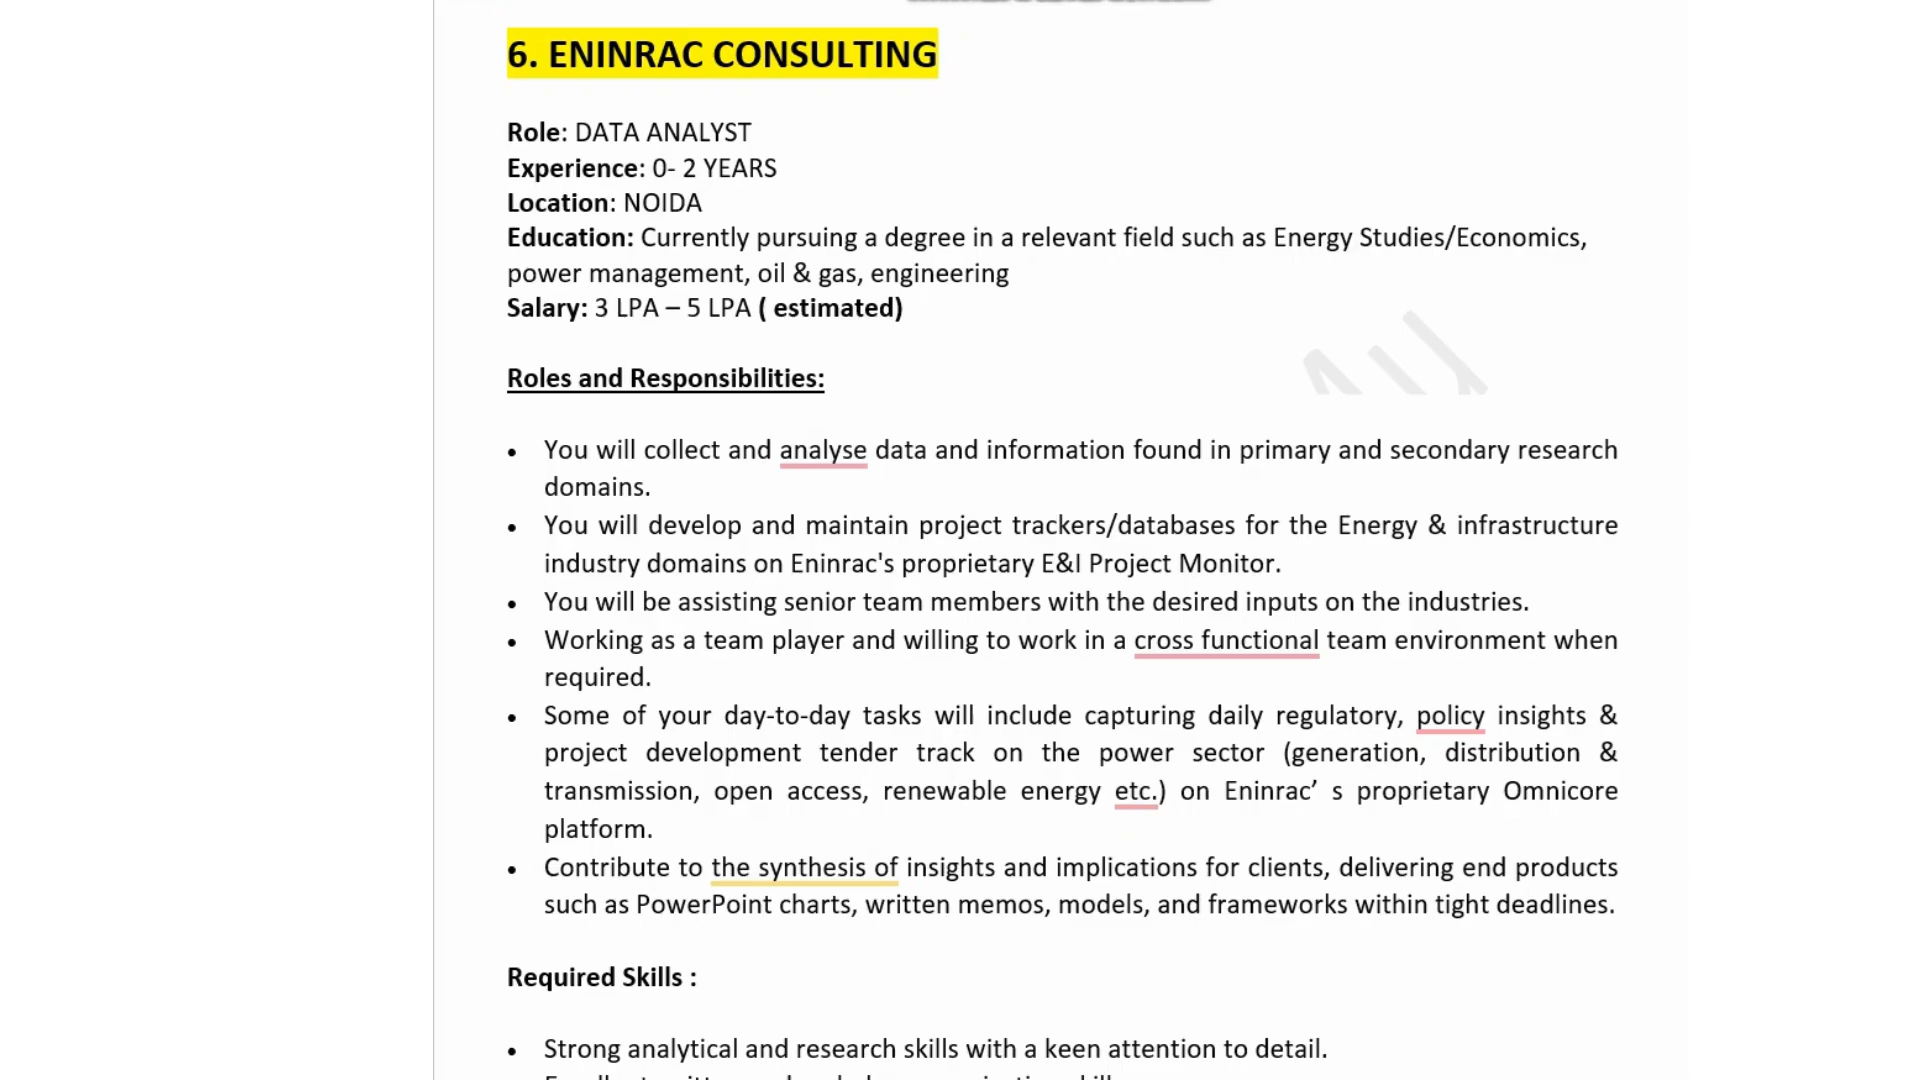 6. ENINRAC CONSULTING
Role: DATA ANALYST
Experience: 0- 2 YEARS
Location: NOIDA
Education: Currently pursuing a degree in a relevant field such as Energy Studies/Economics,
power management, oil & gas, engineering
Salary: 3 LPA – 5 LPA ( estimated)
Roles and Responsibilities:
• You will collect and analyse data and information found in primary and secondary research
domains.
• You will develop and maintain project trackers/databases for the Energy & infrastructure
industry domains on Eninrac's proprietary E&I Project Monitor.
• You will be assisting senior team members with the desired inputs on the industries.
• Working as a team player and willing to work in a cross functional team environment when
required.
• Some of your day-to-day tasks will include capturing daily regulatory, policy insights &
project development tender track on the power sector (generation, distribution &
transmission, open access, renewable energy etc.) on Eninrac’ s proprietary Omnicore
platform.
• Contribute to the synthesis of insights and implications for clients, delivering end products
such as PowerPoint charts, written memos, models, and frameworks within tight deadlines.
Required Skills :
• Strong analytical and research skills with a keen attention to detail.